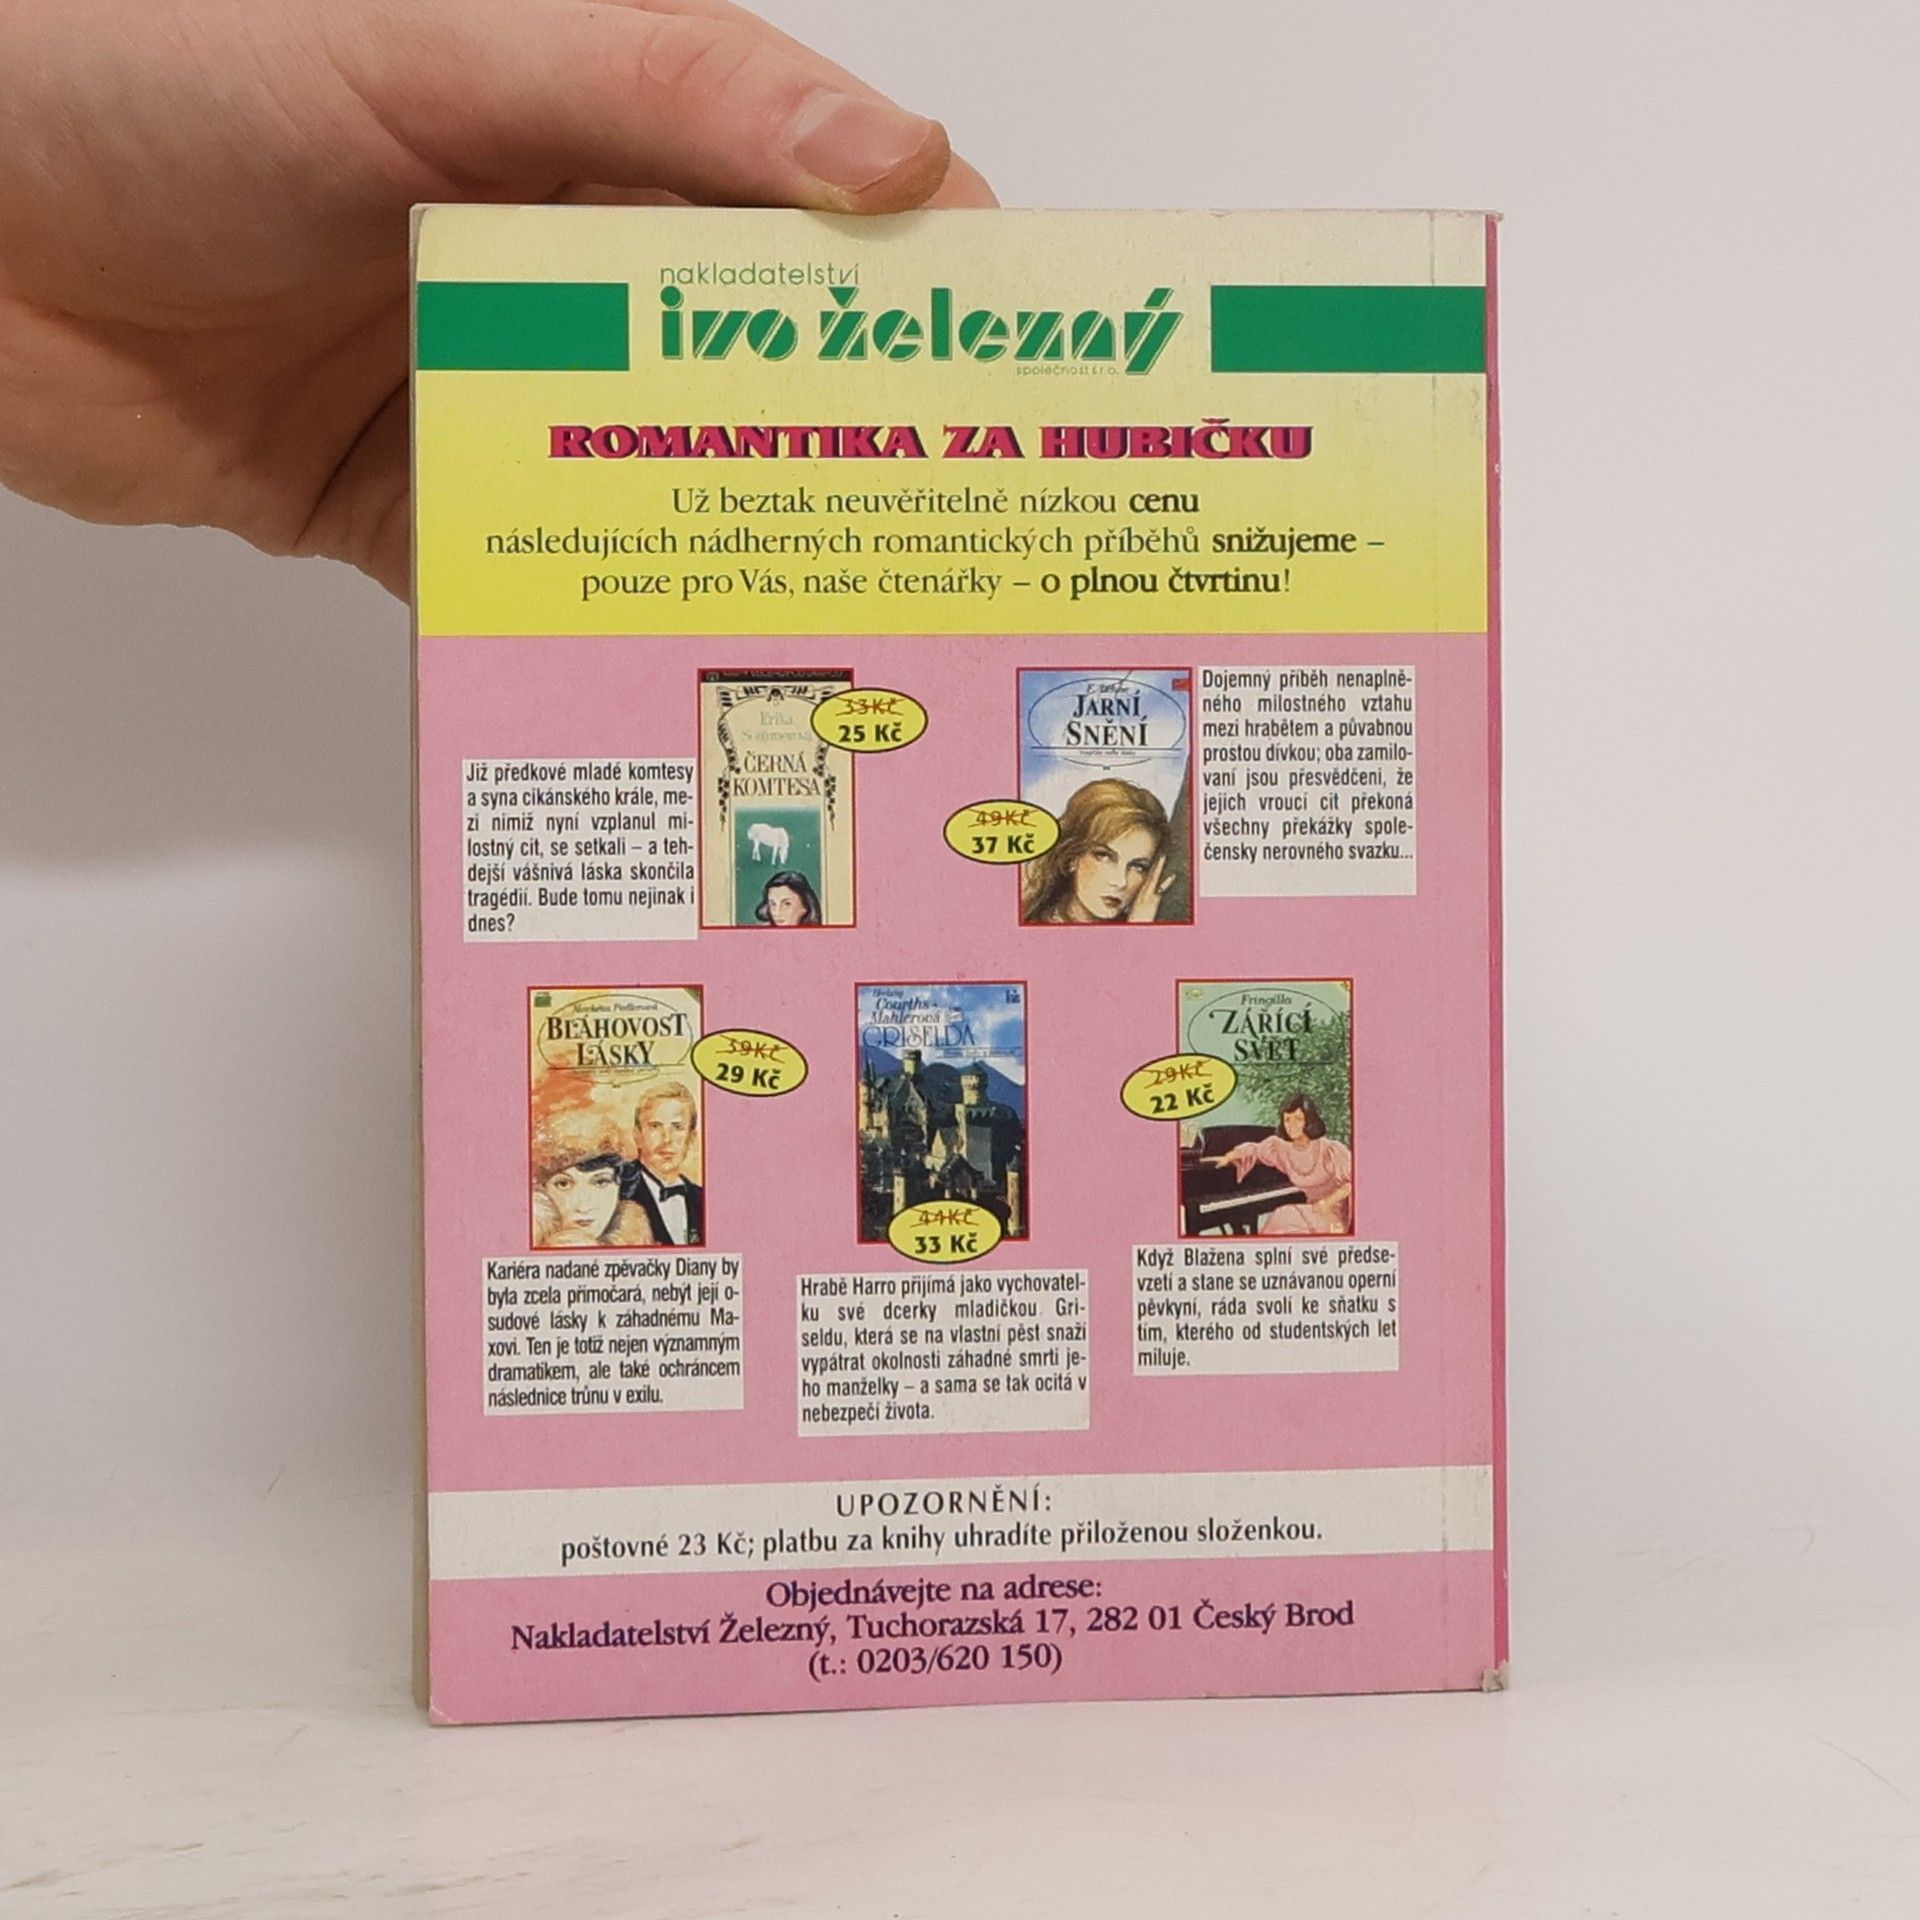 nakladatelství
ivo železný
společnost s r.o.
ROMANTIKA ZA HUBIČKU
Už beztak neuvěřitelně nízkou cenu
následujících nádherných romantických příběhů snižujeme –
pouze pro Vás, naše čtenářky – o plnou čtvrtinu!
Erika
ČERNÁ
KOMTESA
33 Kč
25 Kč
Již předkové mladé komtesy
a syna cikánského krále, me-
zi nimiž nyní vzplanul mi-
lostný cit, se setkali – a teh-
dejší vášnivá láska skončila
tragédií. Bude tomu nejinak i
dnes?
JARNÍ
SNĚNÍ
49 Kč
37 Kč
Dojemný příběh nenaplně-
ného milostného vztahu
mezi hrabětem a půvabnou
prostou dívkou; oba zamilo-
vaní jsou přesvědčeni, že
jejich vroucí cit překoná
všechny překážky spole-
čensky nerovného svazku...
BLÁHOVOST
LÁSKY
39 Kč
29 Kč
Kariéra nadané zpěvačky Diany by
byla zcela přímočará, nebýt její o-
sudové lásky k záhadnému Ma-
xovi. Ten je totiž nejen významným
dramatikem, ale také ochráncem
následnice trůnu v exilu.
Hedwig
Courths-
Mahlerová
GRISELDA
44 Kč
33 Kč
Hrabě Harro přijímá jako vychovatel-
ku své dcerky mladičkou Gri-
seldu, která se na vlastní pěst snaží
vypátrat okolnosti záhadné smrti je-
ho manželky – a sama se tak ocitá v
nebezpečí života.
Fringilla
ZÁŘÍCÍ
SVĚT
29 Kč
22 Kč
Když Blažena splní své předse-
vzetí a stane se uznávanou operní
pěvkyní, ráda svolí ke sňatku s
tím, kterého od studentských let
miluje.
UPOZORNĚNÍ:
poštovné 23 Kč; platbu za knihy uhradíte přiloženou složenkou.
Objednávejte na adrese:
Nakladatelství Železný, Tuchorazská 17, 282 01 Český Brod
(t.: 0203/620 150)